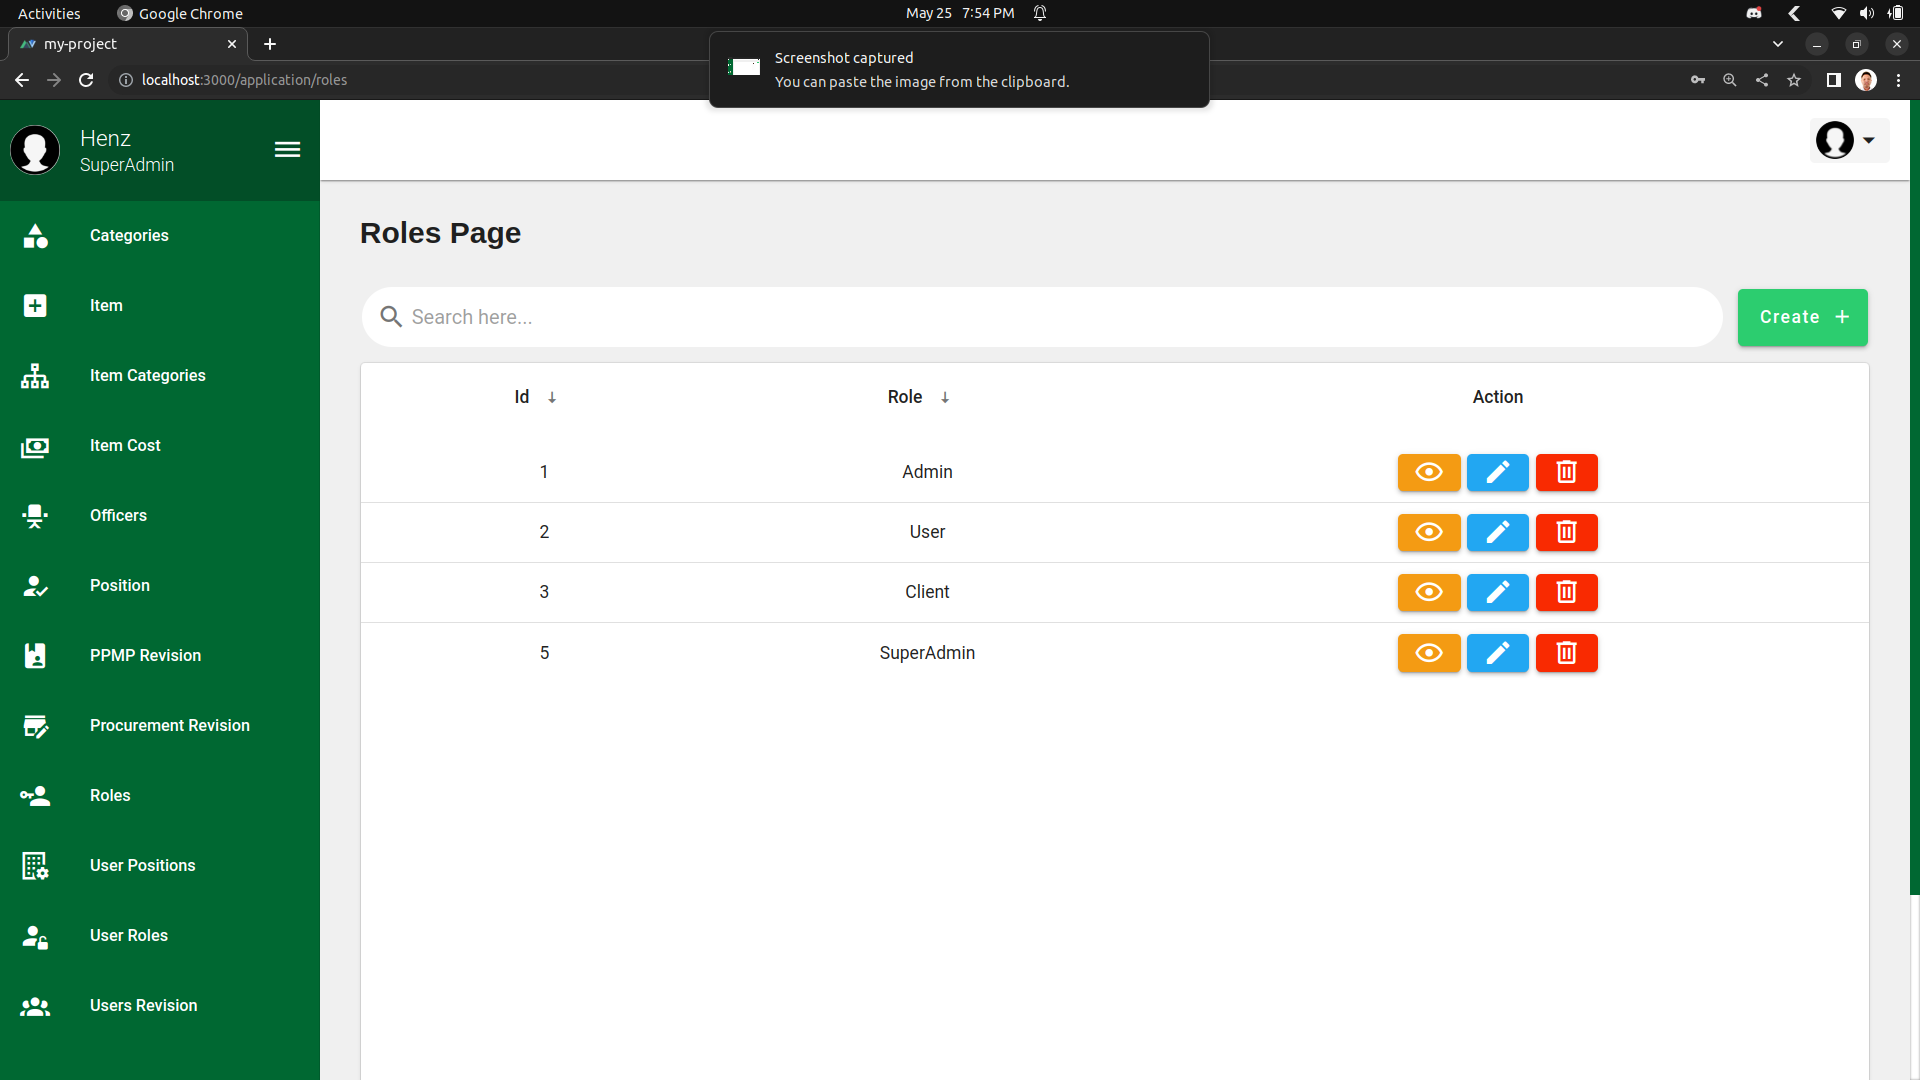 Activities
Google Chrome
May 25 7:54 PM
my-project
Screenshot captured
You can paste the image from the clipboard.
localhost:3000/application/roles
Henz
SuperAdmin
Categories
Item
Item Categories
Item Cost
Officers
Position
PPMP Revision
Procurement Revision
Roles
User Positions
User Roles
Users Revision
Roles Page
Search here...
Create +
Id Role Action
1 Admin
2 User
3 Client
5 SuperAdmin